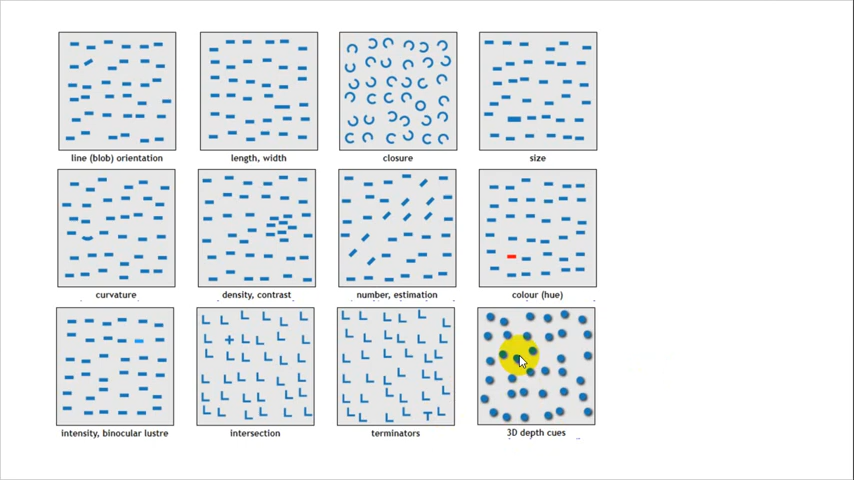 line (blob) orientation
length, width
closure
size
curvature
density, contrast
number, estimation
colour (hue)
intensity, binocular lustre
intersection
terminators
3D depth cues